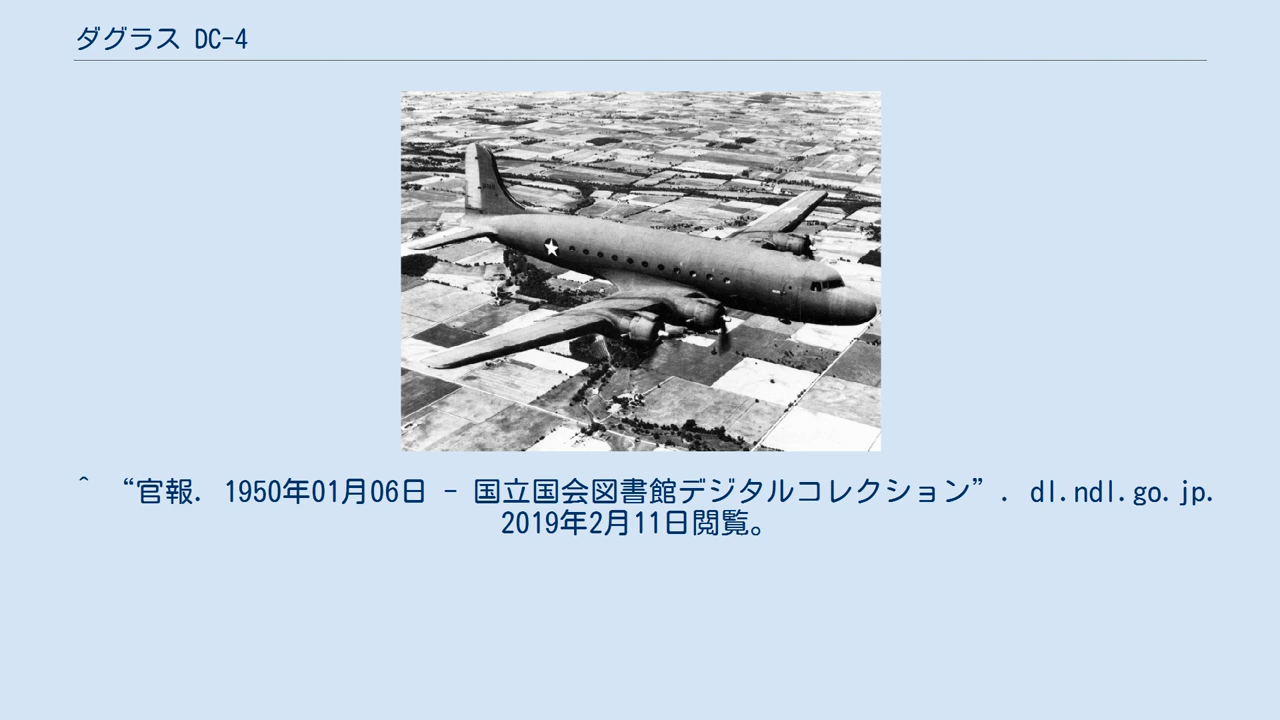 ダグラス DC-4
^ “官報. 1950年01月06日 - 国立国会図書館デジタルコレクション”. dl.ndl.go.jp.
2019年2月11日閲覧。